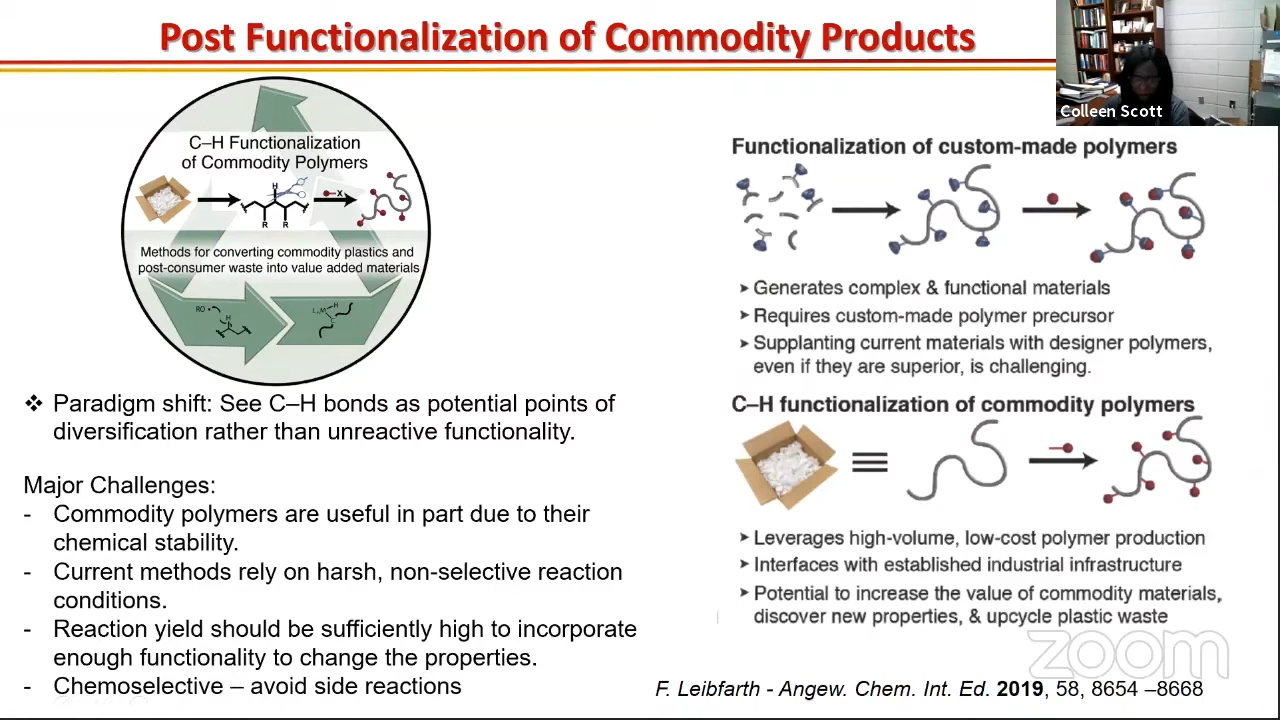 Post Functionalization of Commodity Products
Colleen Scott
C–H Functionalization
of Commodity Polymers
H
X
R R
Methods for converting commodity plastics and
post-consumer waste into value added materials
RO •
H
LnM H
❖ Paradigm shift: See C–H bonds as potential points of
diversification rather than unreactive functionality.
Major Challenges:
- Commodity polymers are useful in part due to their
chemical stability.
- Current methods rely on harsh, non-selective reaction
conditions.
- Reaction yield should be sufficiently high to incorporate
enough functionality to change the properties.
- Chemoselective – avoid side reactions
Functionalization of custom-made polymers
➤ Generates complex & functional materials
➤ Requires custom-made polymer precursor
➤ Supplanting current materials with designer polymers,
even if they are superior, is challenging.
C–H functionalization of commodity polymers
➤ Leverages high-volume, low-cost polymer production
➤ Interfaces with established industrial infrastructure
➤ Potential to increase the value of commodity materials,
discover new properties, & upcycle plastic waste
zoom
F. Leibfarth - Angew. Chem. Int. Ed. 2019, 58, 8654 –8668